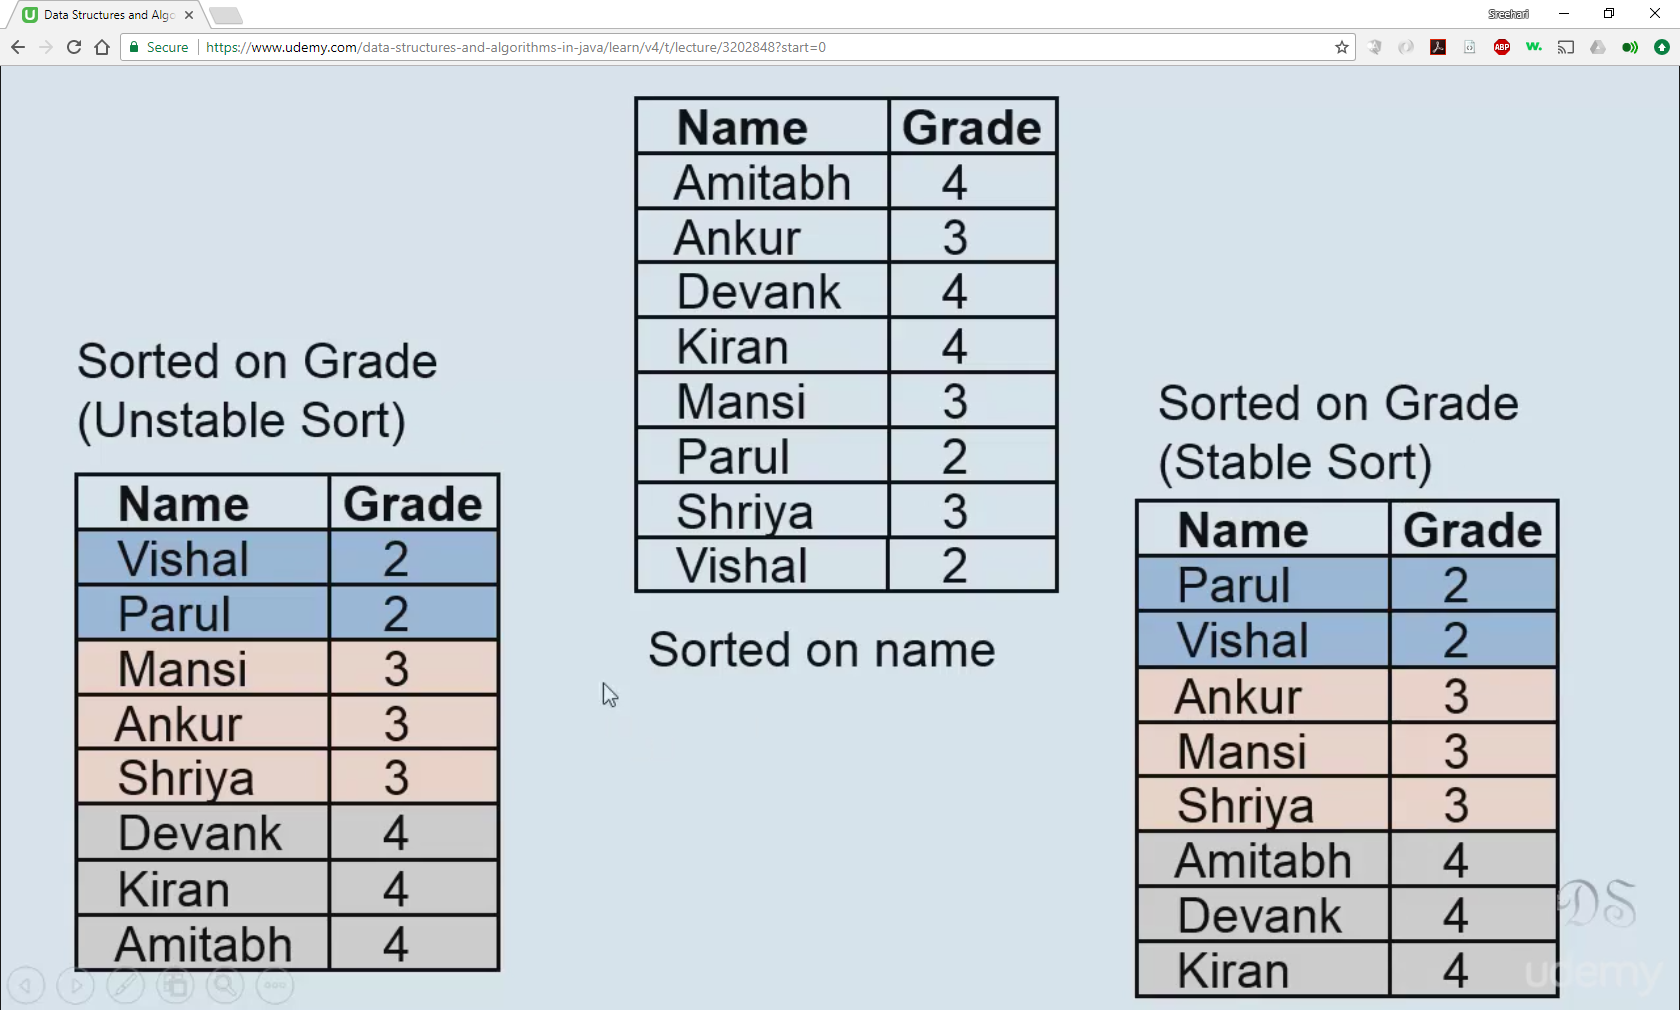 Data Structures and Algo
Sreehari
Secure
https://www.udemy.com/data-structures-and-algorithms-in-java/learn/v4/t/lecture/3202848?start=0
ABP
w.
Name Grade
Amitabh 4
Ankur 3
Devank 4
Kiran 4
Mansi 3
Parul 2
Shriya 3
Vishal 2
Sorted on name
Sorted on Grade
(Unstable Sort)
Name Grade
Vishal 2
Parul 2
Mansi 3
Ankur 3
Shriya 3
Devank 4
Kiran 4
Amitabh 4
Sorted on Grade
(Stable Sort)
Name Grade
Parul 2
Vishal 2
Ankur 3
Mansi 3
Shriya 3
Amitabh 4
Devank 4
Kiran 4
DS
udemy